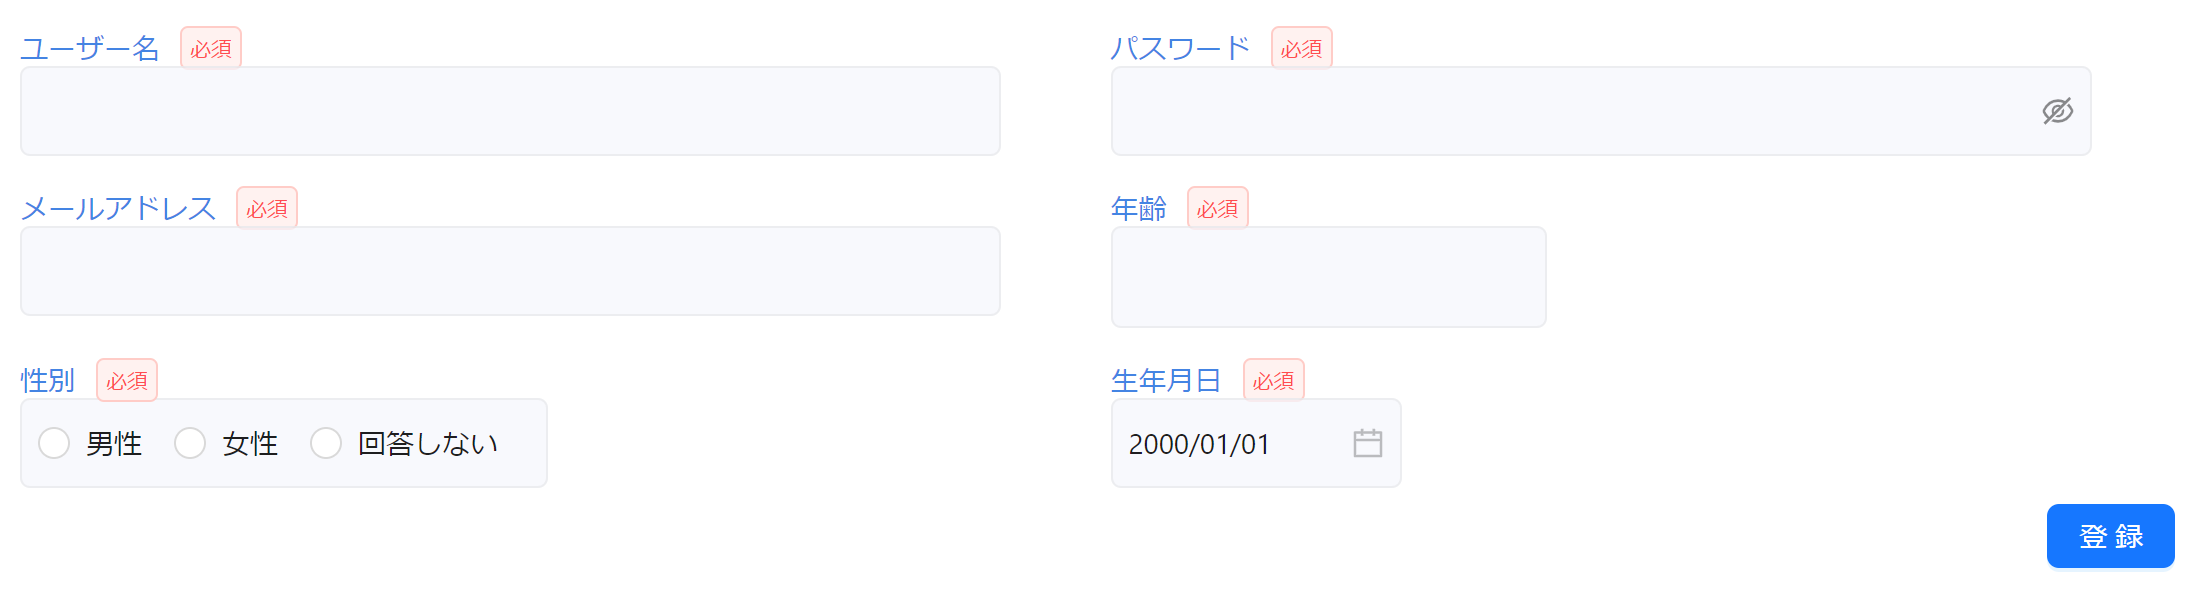 ユーザー名 必須
パスワード 必須
メールアドレス 必須
年齢 必須
性別 必須
男性 女性 回答しない
生年月日 必須
2000/01/01
登録